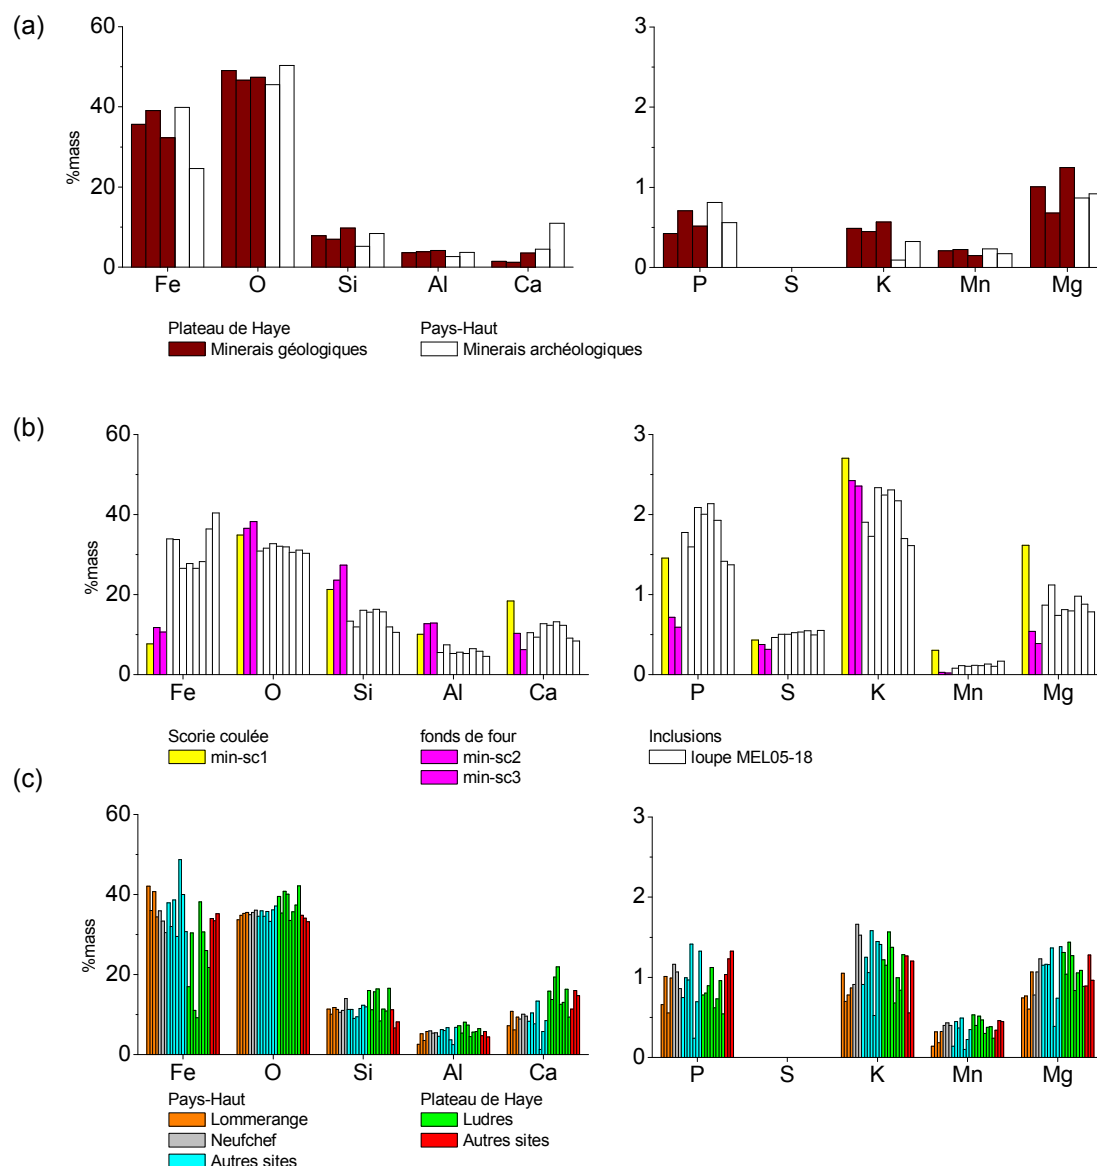 (a)
60
40
20
0
%mass
Fe O Si Al Ca
3
2
1
0
P S K Mn Mg
Plateau de Haye
Minerais géologiques
Pays-Haut
Minerais archéologiques
(b)
60
40
20
0
%mass
Fe O Si Al Ca
3
2
1
0
P S K Mn Mg
Scorie coulée
min-sc1
fonds de four
min-sc2
min-sc3
Inclusions
loupe MEL05-18
(c)
60
40
20
0
%mass
Fe O Si Al Ca
3
2
1
0
P S K Mn Mg
Pays-Haut
Lommerange
Neufchef
Autres sites
Plateau de Haye
Ludres
Autres sites